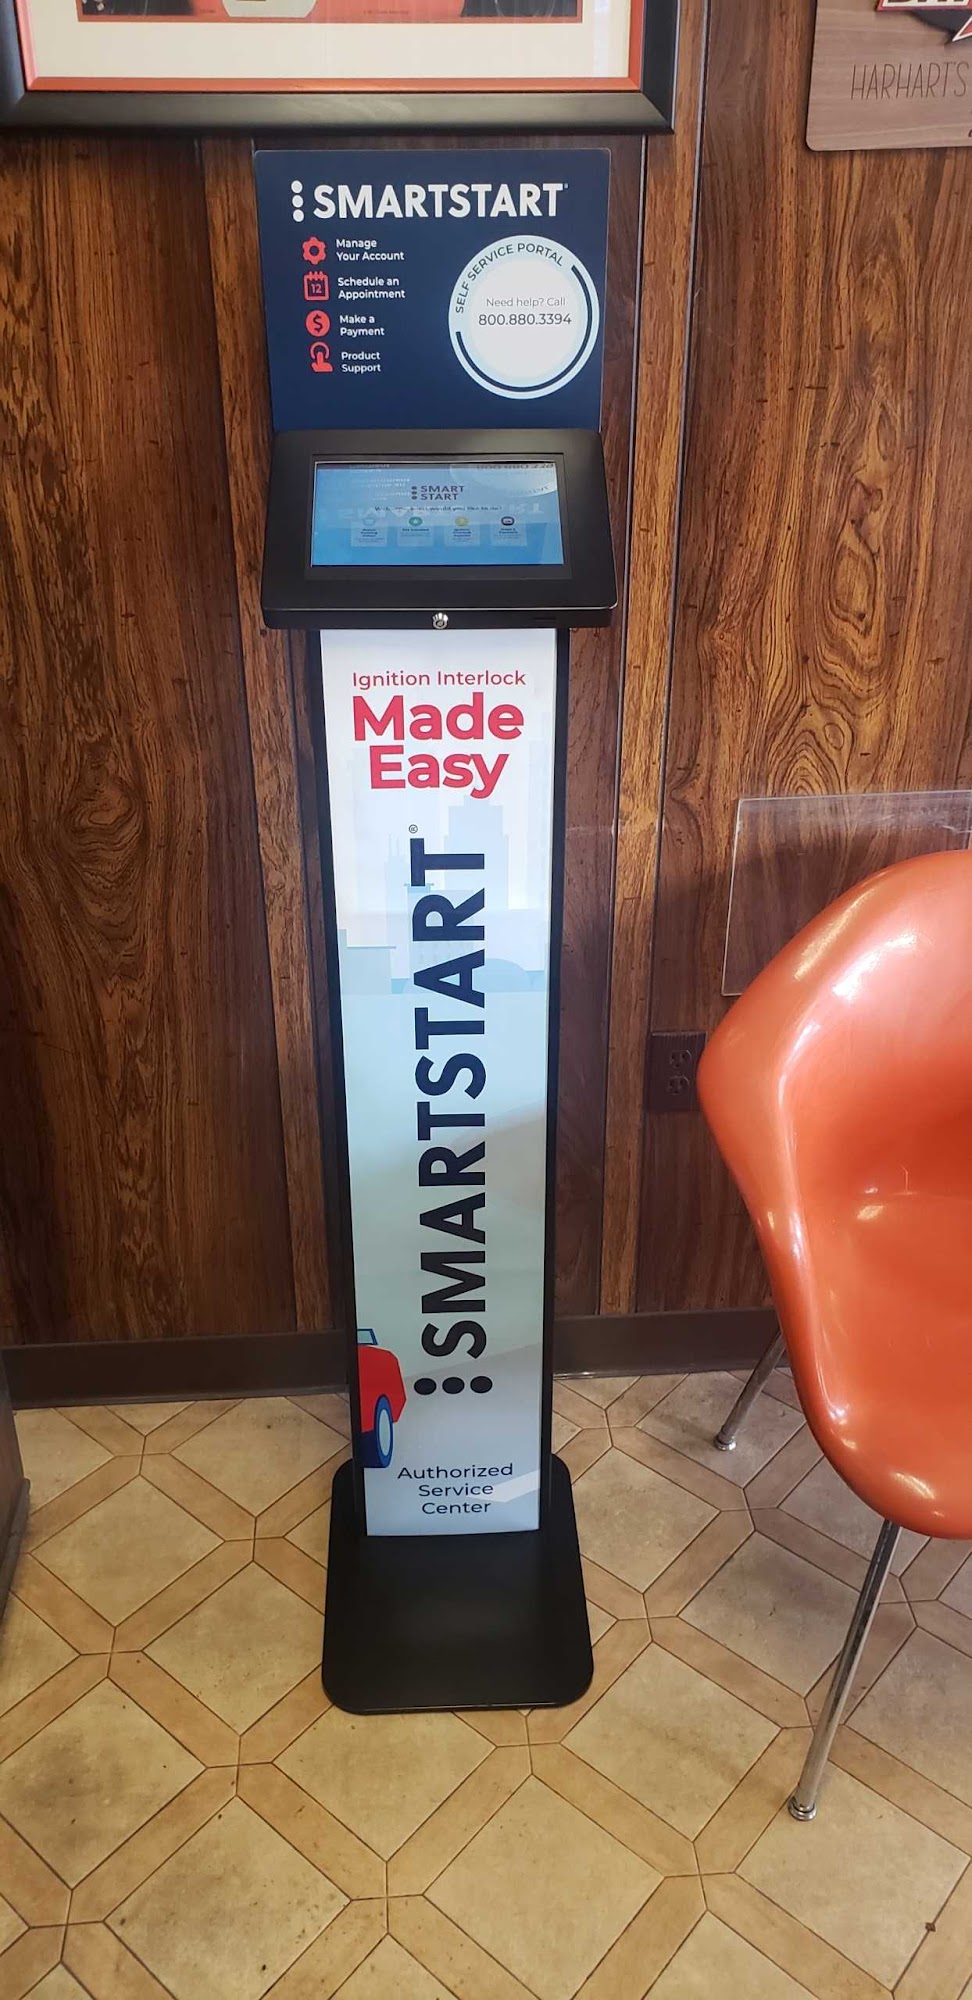 HARHARTS
SMARTSTART
Manage
Your Account
Schedule an
Appointment
12
Make a
Payment
$
Product
Support
SELF SERVICE PORTAL
Need help? Call
800.880.3394
SMART
START
Ignition Interlock
Made
Easy
SMARTSTART®
Authorized
Service
Center